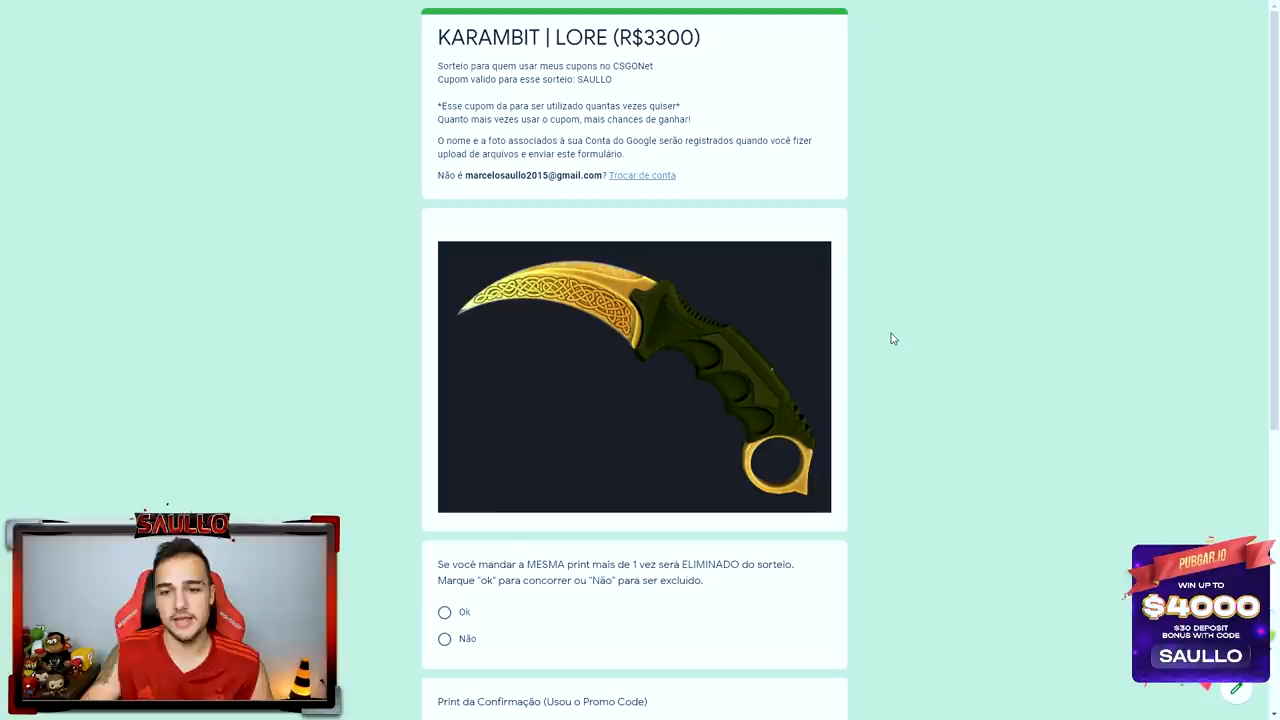 KARAMBIT | LORE (R$3300)
Sorteio para quem usar meus cupons no CSGONet
Cupom valido para esse sorteio: SAULLO
*Esse cupom da para ser utilizado quantas vezes quiser*
Quanto mais vezes usar o cupom, mais chances de ganhar!
O nome e a foto associados à sua Conta do Google serão registrados quando você fizer
upload de arquivos e enviar este formulário.
Não é marcelosaullo2015@gmail.com? Trocar de conta
Se você mandar a MESMA print mais de 1 vez será ELIMINADO do sorteio.
Marque "ok" para concorrer ou "Não" para ser excluido.
Ok
Não
Print da Confirmação (Usou o Promo Code)
SAULLO
PUBGAR.IO
WIN UP TO
$4000
$30 DEPOSIT
BONUS WITH CODE
SAULLO